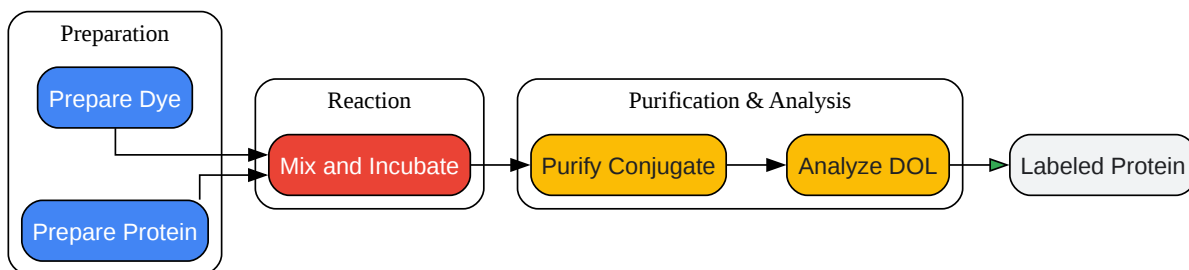 Preparation
Prepare Dye
Prepare Protein
Reaction
Mix and Incubate
Purification & Analysis
Purify Conjugate
Analyze DOL
Labeled Protein